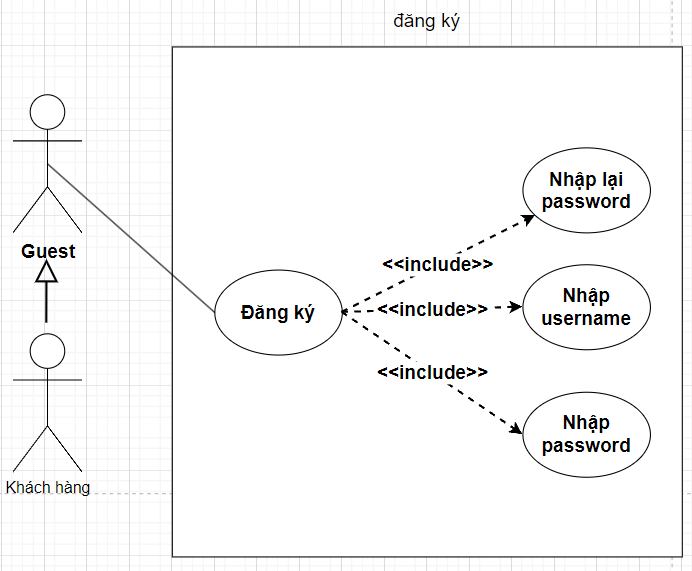 đăng ký
Guest
Khách hàng
Đăng ký
<<include>>
<<include>>
<<include>>
Nhập lại
password
Nhập
username
Nhập
password